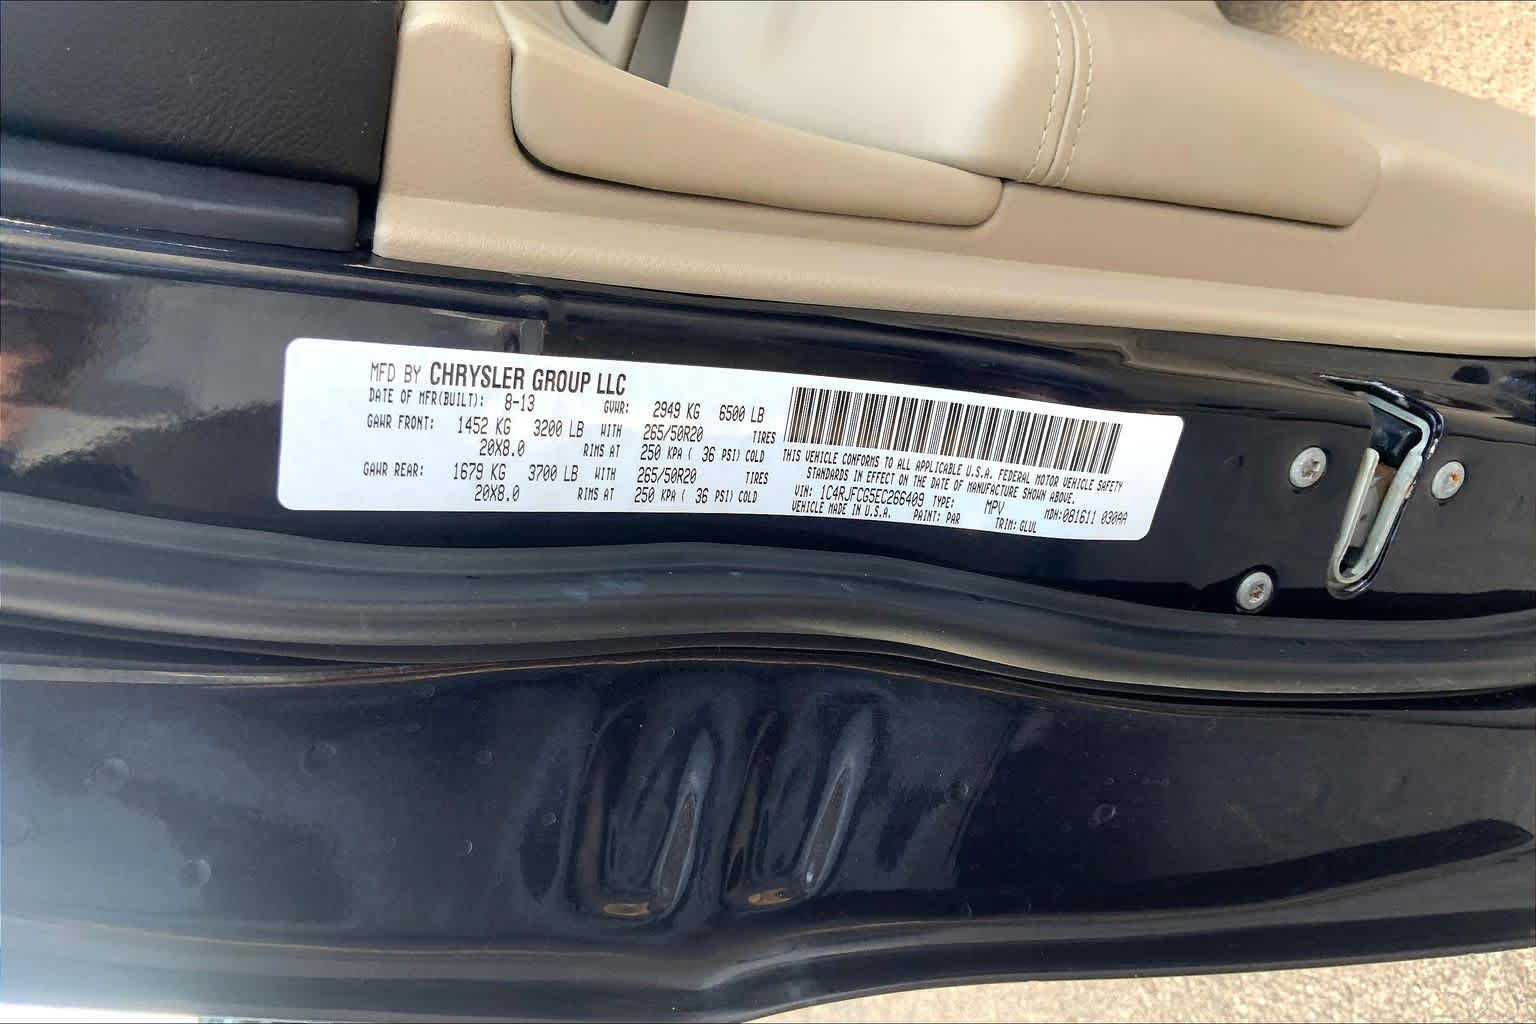 MFD BY CHRYSLER GROUP LLC
DATE OF MFR(BUILT): 8-13 GVWR: 2949 KG 6500 LB
GAWR FRONT: 1452 KG 3200 LB WITH 265/50R20 TIRES
20X8.0 RIMS AT 250 KPA ( 36 PSI) COLD
GAWR REAR: 1679 KG 3700 LB WITH 265/50R20 TIRES
20X8.0 RIMS AT 250 KPA ( 36 PSI) COLD
THIS VEHICLE CONFORMS TO ALL APPLICABLE U.S.A. FEDERAL MOTOR VEHICLE SAFETY
STANDARDS IN EFFECT ON THE DATE OF MANUFACTURE SHOWN ABOVE.
VIN: 1C4RJFCG5EC266409 TYPE: MPV MDH:081611 030AA
VEHICLE MADE IN U.S.A. PAINT: PAR TRIM: GLUL